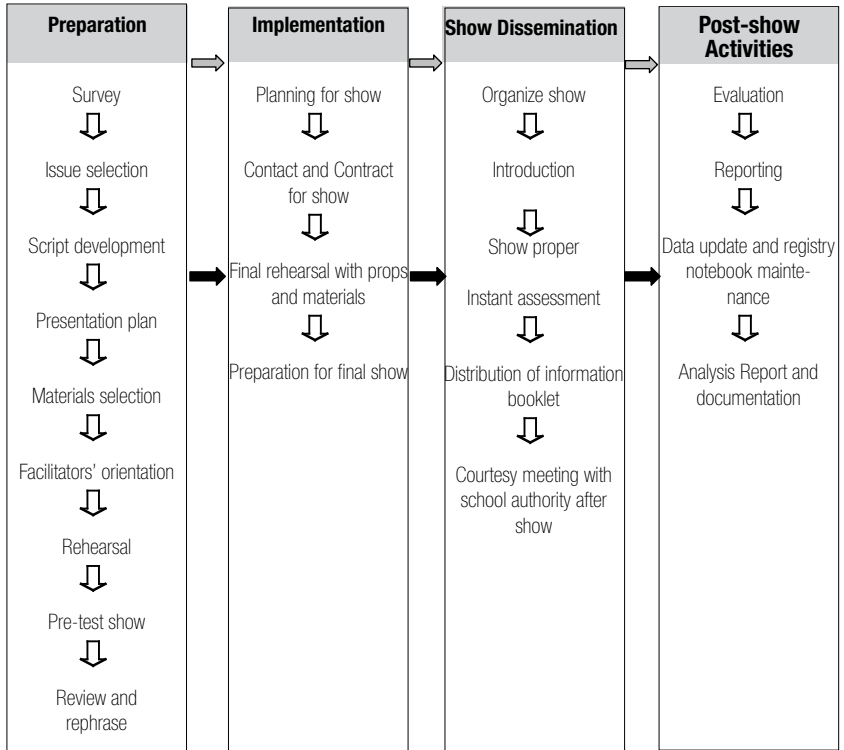 Preparation
Survey
Issue selection
Script development
Presentation plan
Materials selection
Facilitators' orientation
Rehearsal
Pre-test show
Review and
rephrase
Implementation
Planning for show
Contact and Contract
for show
Final rehearsal with props
and materials
Preparation for final show
Show Dissemination
Organize show
Introduction
Show proper
Instant assessment
Distribution of information
booklet
Courtesy meeting with
school authority after
show
Post-show
Activities
Evaluation
Reporting
Data update and registry
notebook mainte-
nance
Analysis Report and
documentation